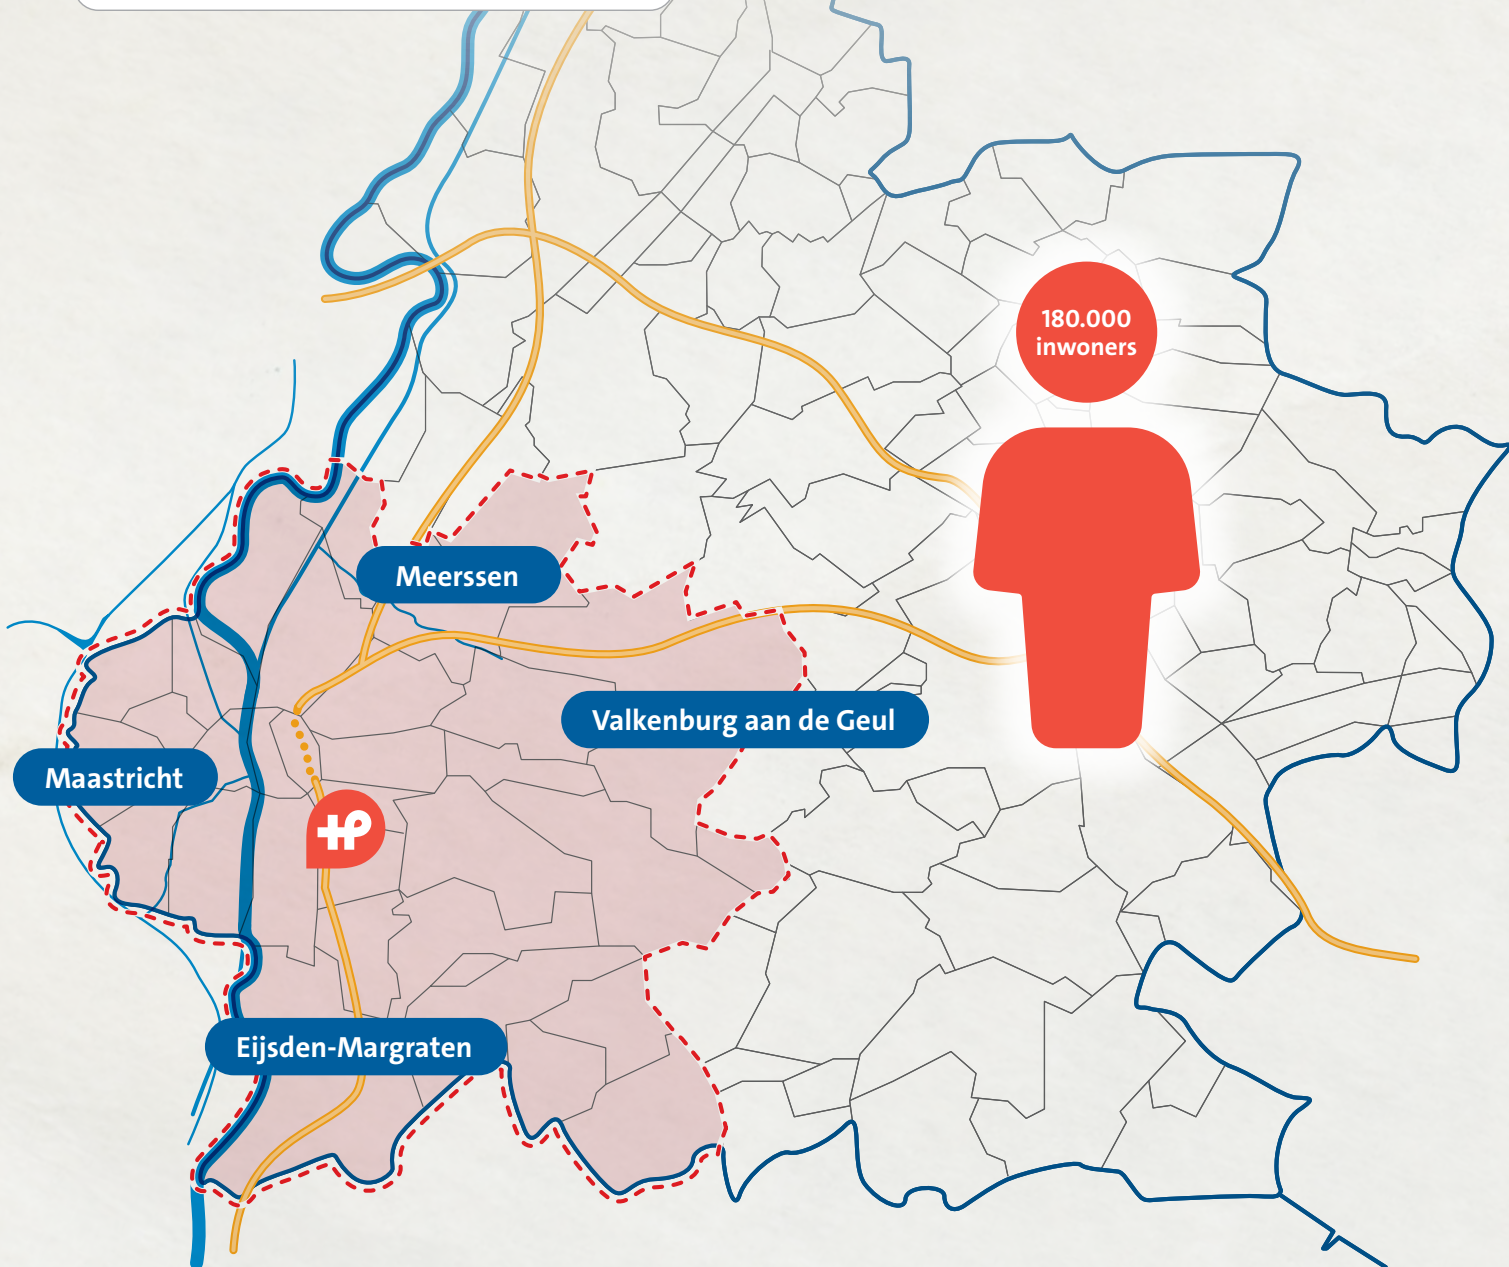 180.000
inwoners
Meerssen
Valkenburg aan de Geul
Maastricht
Eijsden-Margraten